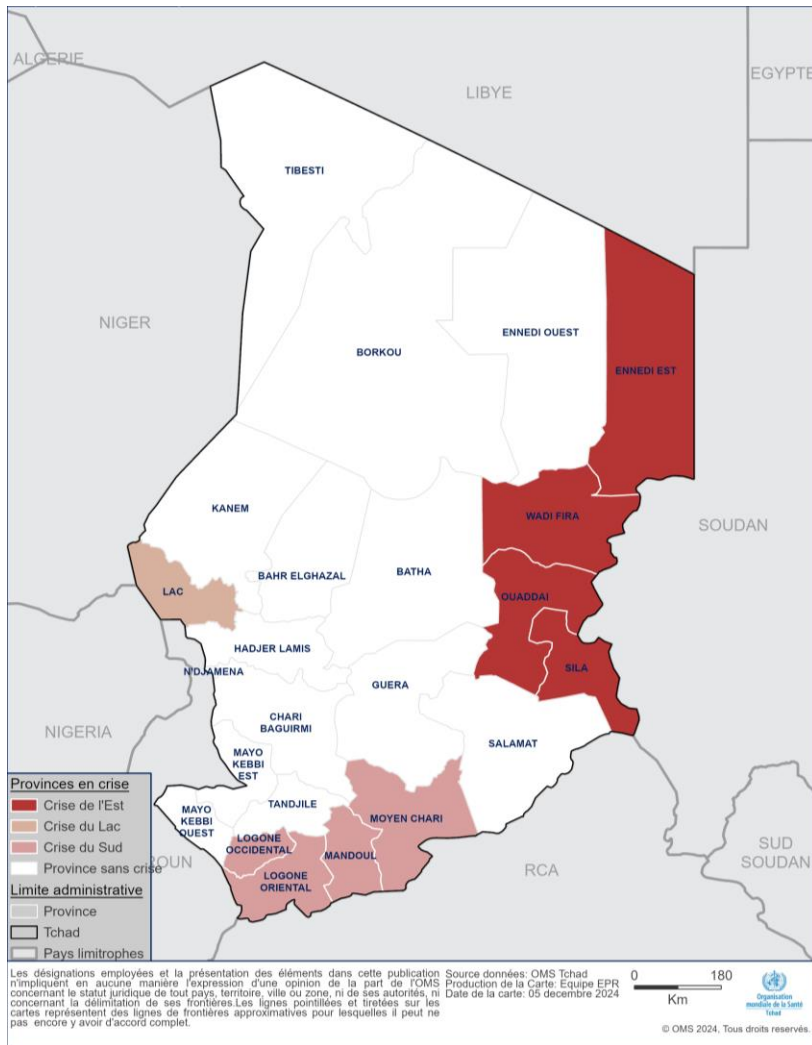 ALGERIE
LIBYE
EGYPTE
TIBESTI
NIGER
BORKOU
ENNEDI OUEST
ENNEDI EST
KANEM
WADI FIRA
SOUDAN
BAHR ELGHAZAL
BATHA
LAC
OUADDAI
HADJER LAMIS
N'DJAMENA
GUERA
SILA
NIGERIA
CHARI
BAGUIRMI
SALAMAT
MAYO
KEBBI
EST
MAYO
KEBBI
OUEST
TANDJILE
MOYEN CHARI
LOGONE
OCCIDENTAL
MANDOUL
LOGONE
ORIENTAL
ROUN
RCA
SUD
SOUDAN
Provinces en crise
Crise de l'Est
Crise du Lac
Crise du Sud
Province sans crise
Limite administrative
Province
Tchad
Pays limitrophes
Les désignations employées et la présentation des éléments dans cette publication
n'impliquent en aucune manière l'expression d'une opinion de la part de l'OMS
concernant le statut juridique de tout pays, territoire, ville ou zone, ni de ses autorités, ni
concernant la délimitation de ses frontières.Les lignes pointillées et tiretées sur les
cartes représentent des lignes de frontières approximatives pour lesquelles il peut ne
pas encore y avoir d'accord complet.
Source données: OMS Tchad
Production de la Carte: Equipe EPR
Date de la carte: 05 decembre 2024
0 180
Km
Organisation
mondiale de la Santé
Tchad
© OMS 2024, Tous droits reservés.